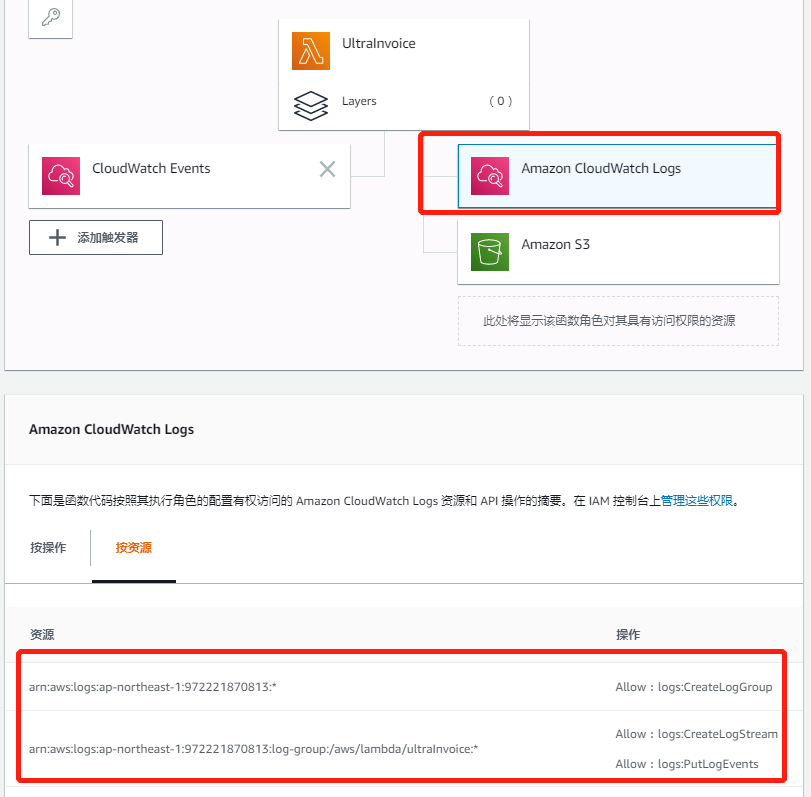 UltraInvoice
Layers ( 0 )
CloudWatch Events
Amazon CloudWatch Logs
添加触发器
Amazon S3
此处将显示该函数角色对其具有访问权限的资源
Amazon CloudWatch Logs
下面是函数代码按照其执行角色的配置有权访问的 Amazon CloudWatch Logs 资源和 API 操作的摘要。在 IAM 控制台上管理这些权限。
按操作 按资源
资源 操作
arn:aws:logs:ap-northeast-1:972221870813:* Allow：logs:CreateLogGroup
Allow：logs:CreateLogStream
arn:aws:logs:ap-northeast-1:972221870813:log-group:/aws/lambda/ultraInvoice:*
Allow：logs:PutLogEvents